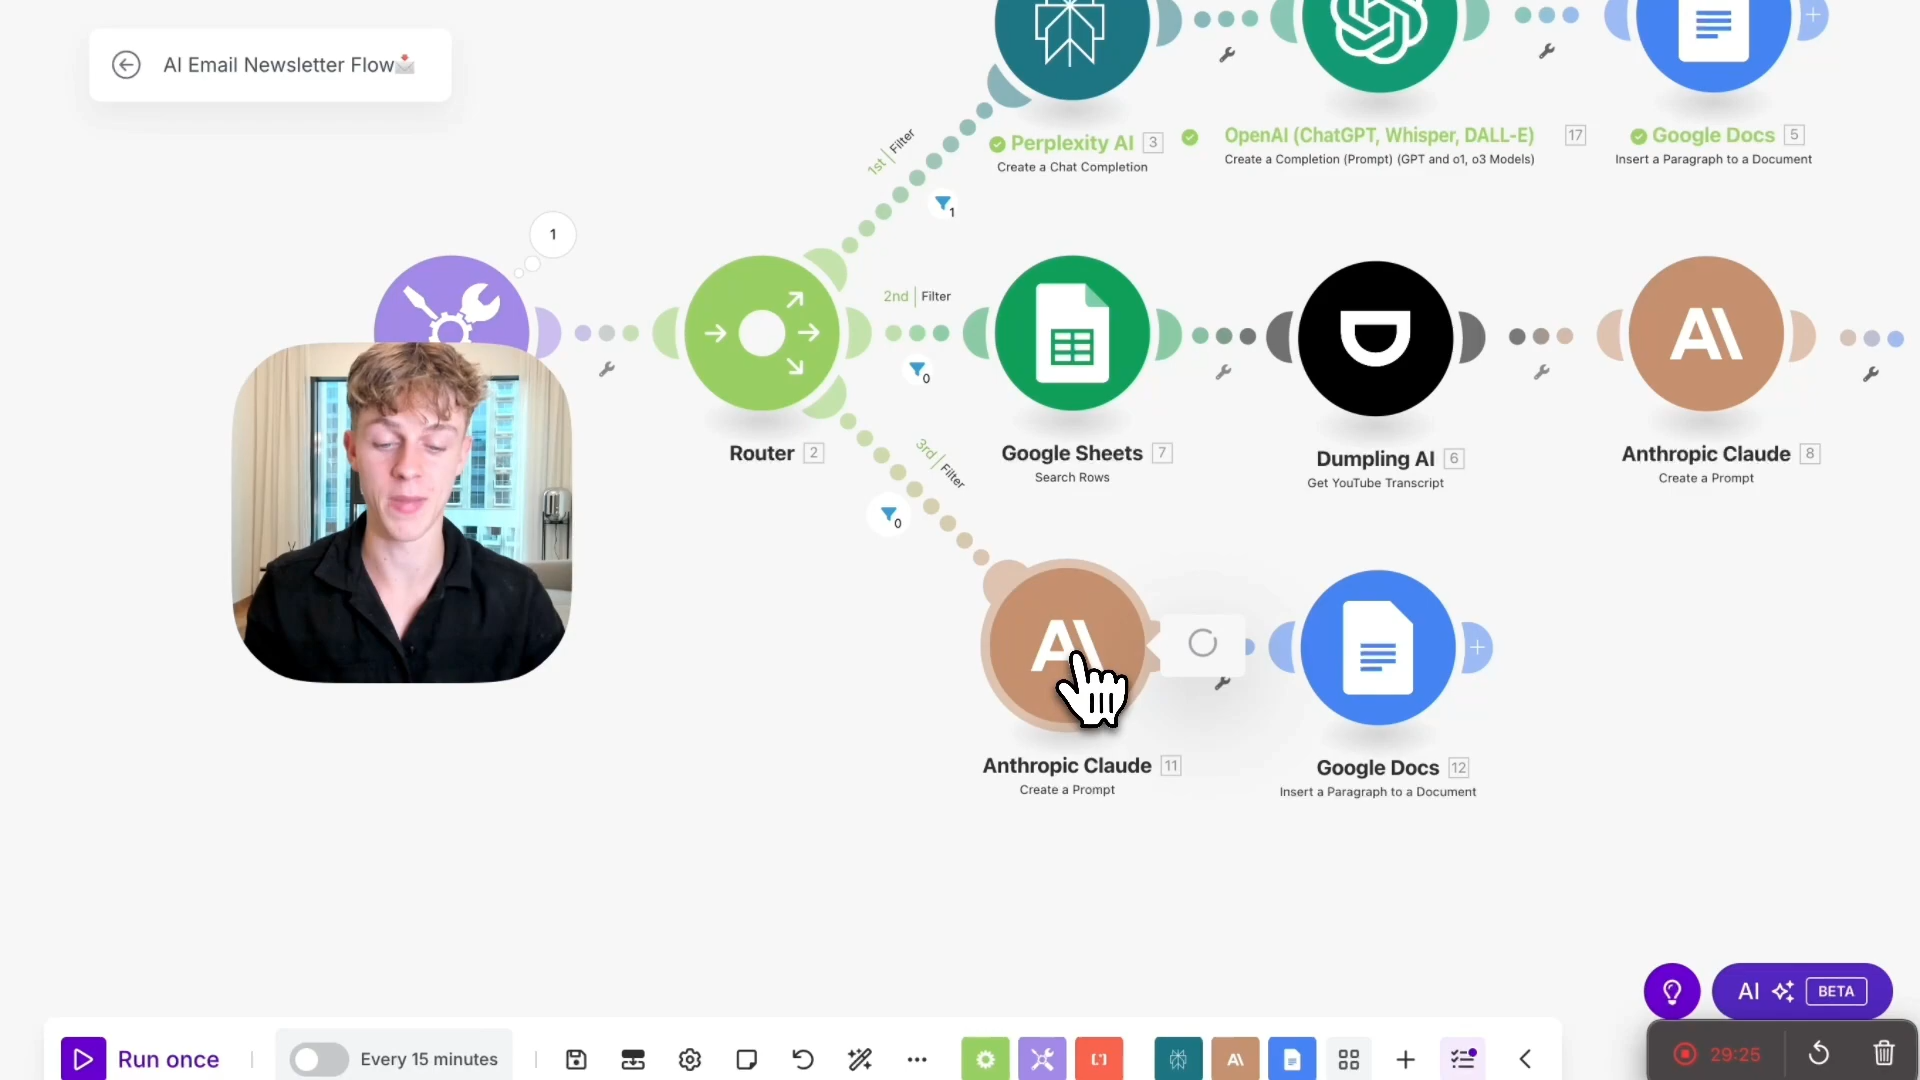 AI Email Newsletter Flow
1st | Filter
1
Perplexity AI 3
Create a Chat Completion
OpenAI (ChatGPT, Whisper, DALL-E) 17
Create a Completion (Prompt) (GPT and o1, o3 Models)
Google Docs 5
Insert a Paragraph to a Document
1
2nd | Filter
0
Router 2
Google Sheets 7
Search Rows
Dumpling AI 6
Get YouTube Transcript
Anthropic Claude 8
Create a Prompt
3rd | Filter
0
Anthropic Claude 11
Create a Prompt
Google Docs 12
Insert a Paragraph to a Document
AI BETA
Run once
Every 15 minutes
29:25